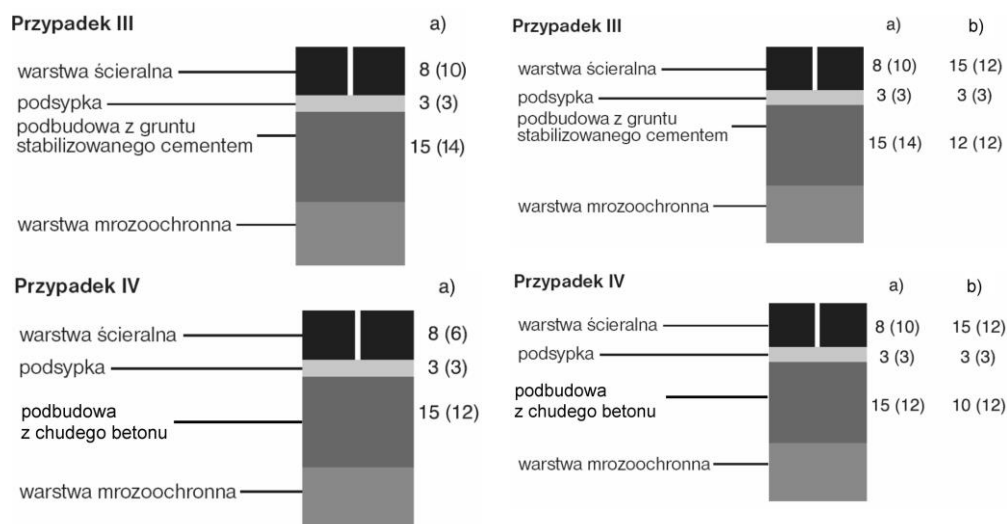 Przypadek III
a)
warstwa ścieralna
8 (10)
podsypka
3 (3)
podbudowa z gruntu
stabilizowanego cementem
15 (14)
warstwa mrozoochronna
Przypadek III
a) b)
warstwa ścieralna
8 (10) 15 (12)
podsypka
3 (3) 3 (3)
podbudowa z gruntu
stabilizowanego cementem
15 (14) 12 (12)
warstwa mrozoochronna
Przypadek IV
a)
warstwa ścieralna
8 (6)
podsypka
3 (3)
podbudowa
z chudego betonu
15 (12)
warstwa mrozoochronna
Przypadek IV
a) b)
warstwa ścieralna
8 (10) 15 (12)
podsypka
3 (3) 3 (3)
podbudowa
z chudego betonu
15 (12) 10 (12)
warstwa mrozoochronna